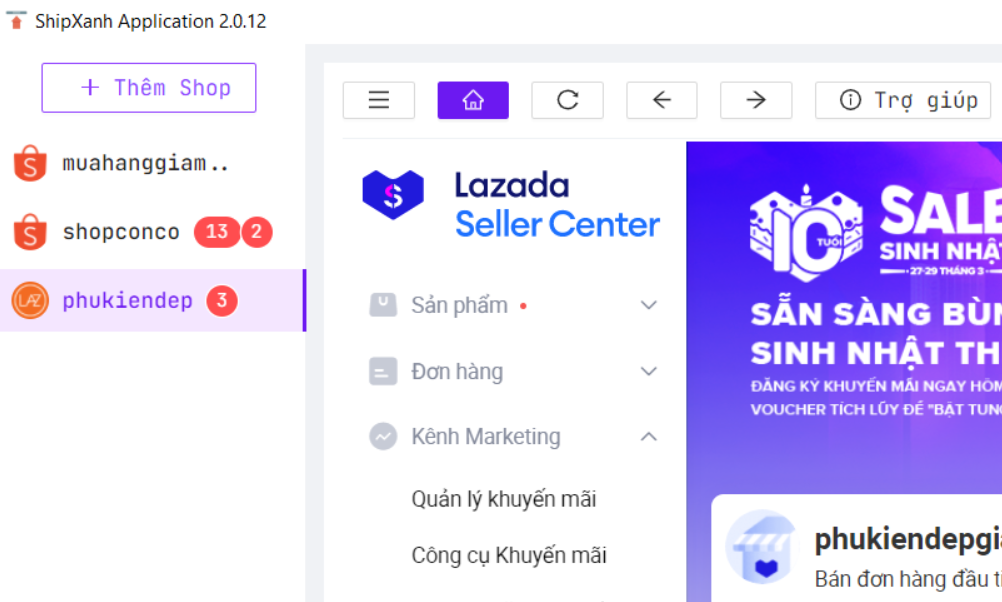 ShipXanh Application 2.0.12
+ Thêm Shop
muahanggiam..
shopconco 13 2
phukiendep 3
Trợ giúp
Lazada
Seller Center
Sản phẩm
Đơn hàng
Kênh Marketing
Quản lý khuyến mãi
Công cụ Khuyến mãi
10 TUỔI
SALE
SINH NHẬT
27-29 THÁNG 3
SẴN SÀNG BÙN
SINH NHẬT TH
ĐĂNG KÝ KHUYẾN MÃI NGAY HÔM
VOUCHER TÍCH LŨY ĐỂ "BẬT TUNG
phukiendepgia
Bán đơn hàng đầu ti